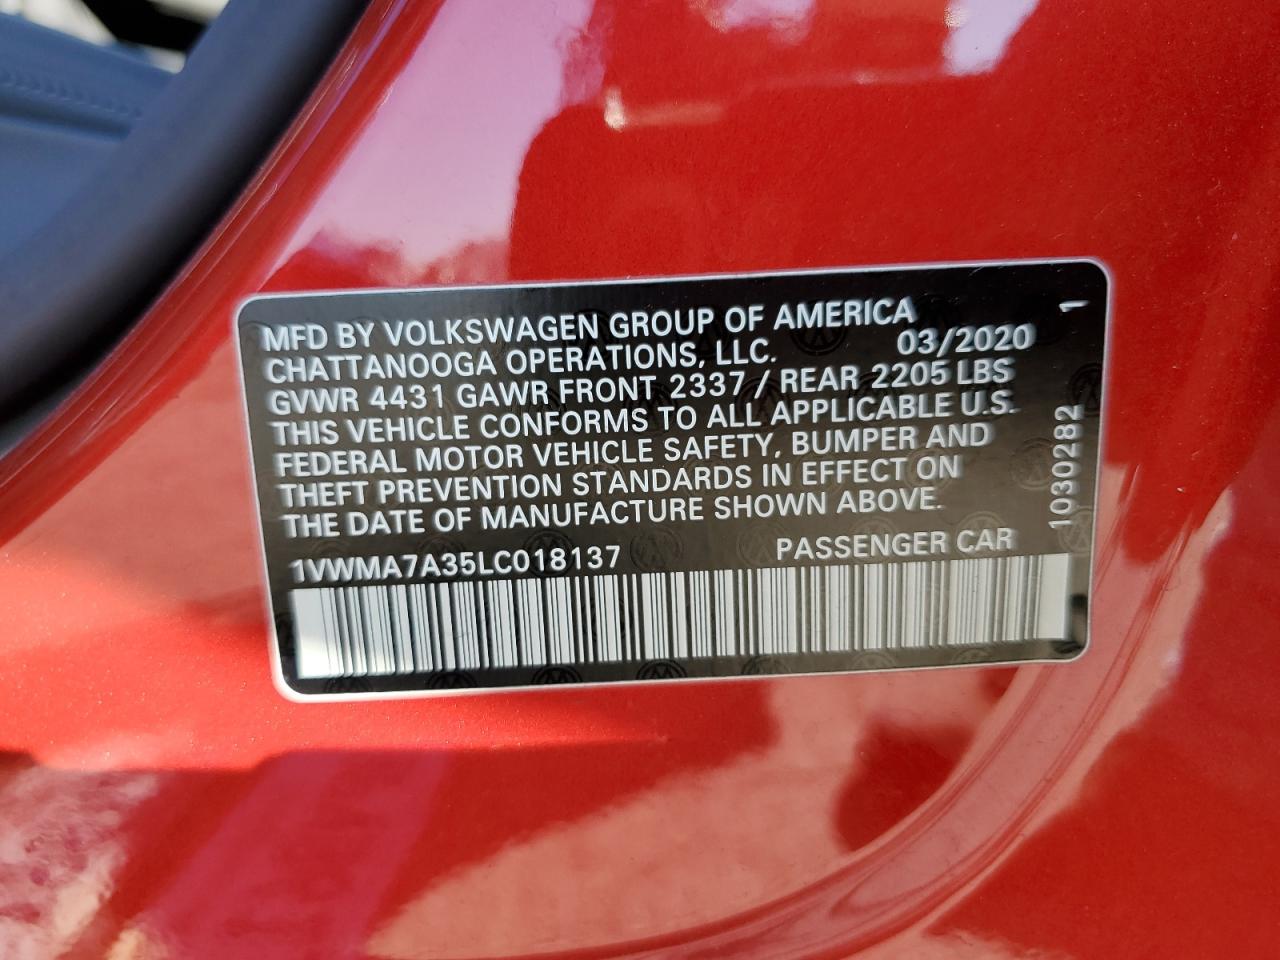 MFD BY VOLKSWAGEN GROUP OF AMERICA
CHATTANOOGA OPERATIONS, LLC. 03/2020
GVWR 4431 GAWR FRONT 2337 / REAR 2205 LBS
THIS VEHICLE CONFORMS TO ALL APPLICABLE U.S.
FEDERAL MOTOR VEHICLE SAFETY, BUMPER AND
THEFT PREVENTION STANDARDS IN EFFECT ON
THE DATE OF MANUFACTURE SHOWN ABOVE.
1VWMA7A35LC018137 PASSENGER CAR
1030282 1